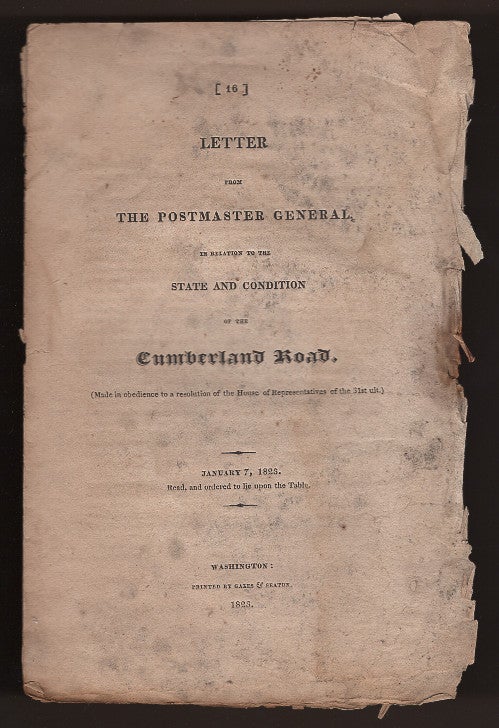 [ 16 ]
LETTER
FROM
THE POSTMASTER GENERAL,
IN RELATION TO THE
STATE AND CONDITION
OF THE
Cumberland Road.
(Made in obedience to a resolution of the House of Representatives of the 31st ult.)
JANUARY 7, 1823.
Read, and ordered to lie upon the Table.
WASHINGTON:
PRINTED BY GALES & SEATON.
1823.